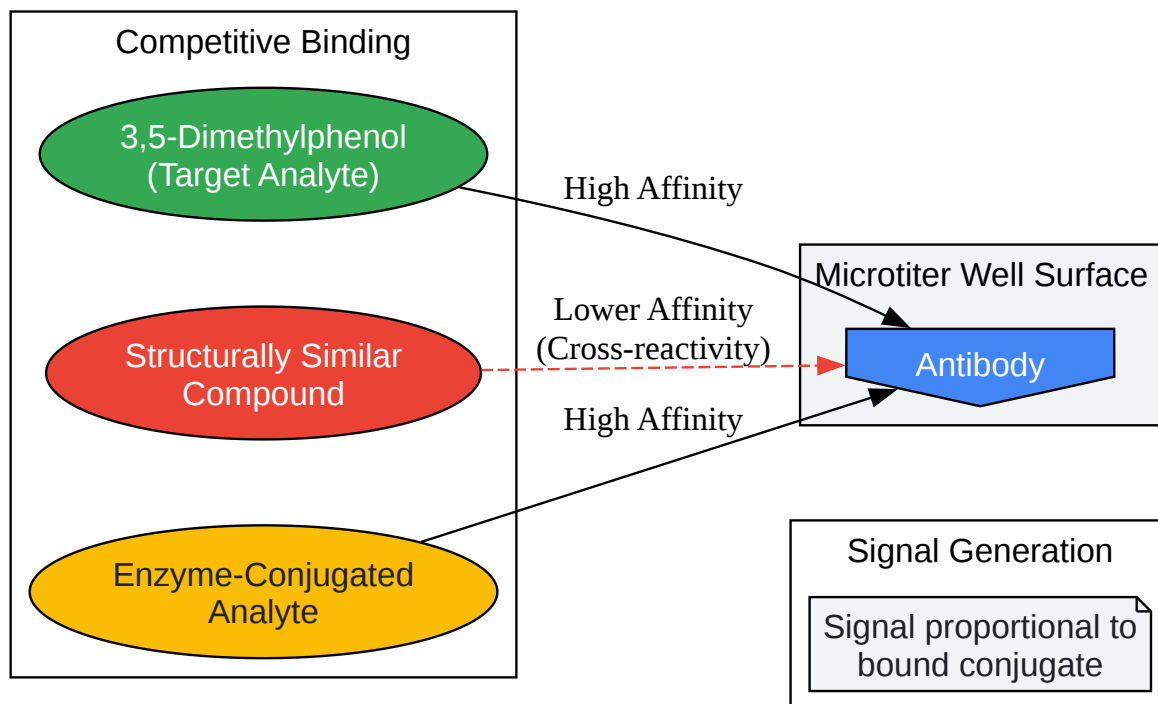 Competitive Binding
3,5-Dimethylphenol
(Target Analyte)
High Affinity
Microtiter Well Surface
Lower Affinity
(Cross-reactivity)
Structurally Similar
Compound
Antibody
High Affinity
Enzyme-Conjugated
Analyte
Signal Generation
Signal proportional to
bound conjugate